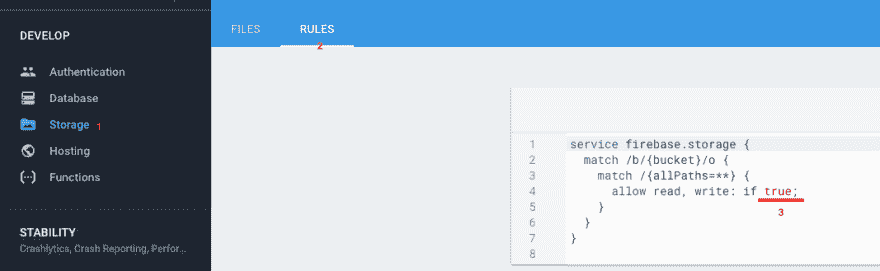 DEVELOP
Authentication
Database
Storage 1
Hosting
Functions
STABILITY
Crashlytics, Crash Reporting, Perfor...
FILES RULES
2
1 service firebase.storage {
2 match /b/{bucket}/o {
3 match /{allPaths=**} {
4 allow read, write: if true;
5 }
3
6 }
7 }
8